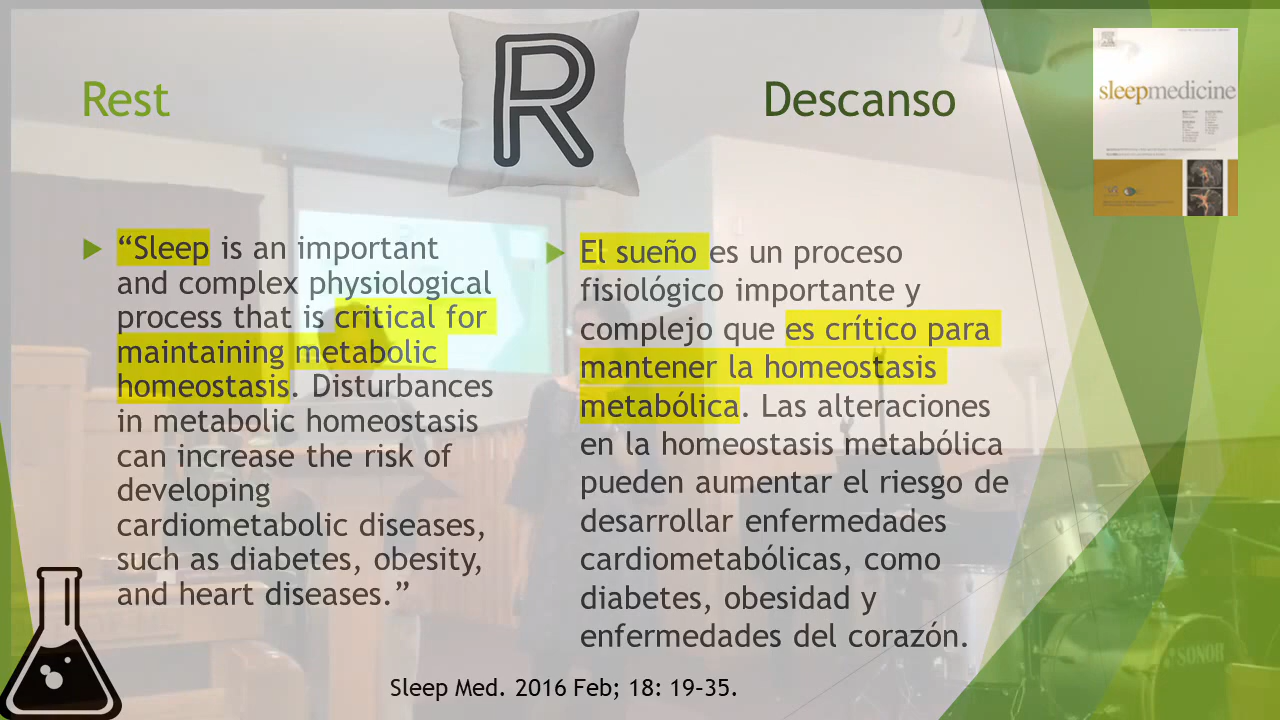 R
Rest
Descanso
sleepmedicine
“Sleep is an important
and complex physiological
process that is critical for
maintaining metabolic
homeostasis. Disturbances
in metabolic homeostasis
can increase the risk of
developing
cardiometabolic diseases,
such as diabetes, obesity,
and heart diseases.”
El sueño es un proceso
fisiológico importante y
complejo que es crítico para
mantener la homeostasis
metabólica. Las alteraciones
en la homeostasis metabólica
pueden aumentar el riesgo de
desarrollar enfermedades
cardiometabólicas, como
diabetes, obesidad y
enfermedades del corazón.
SONOR
Sleep Med. 2016 Feb; 18: 19-35.